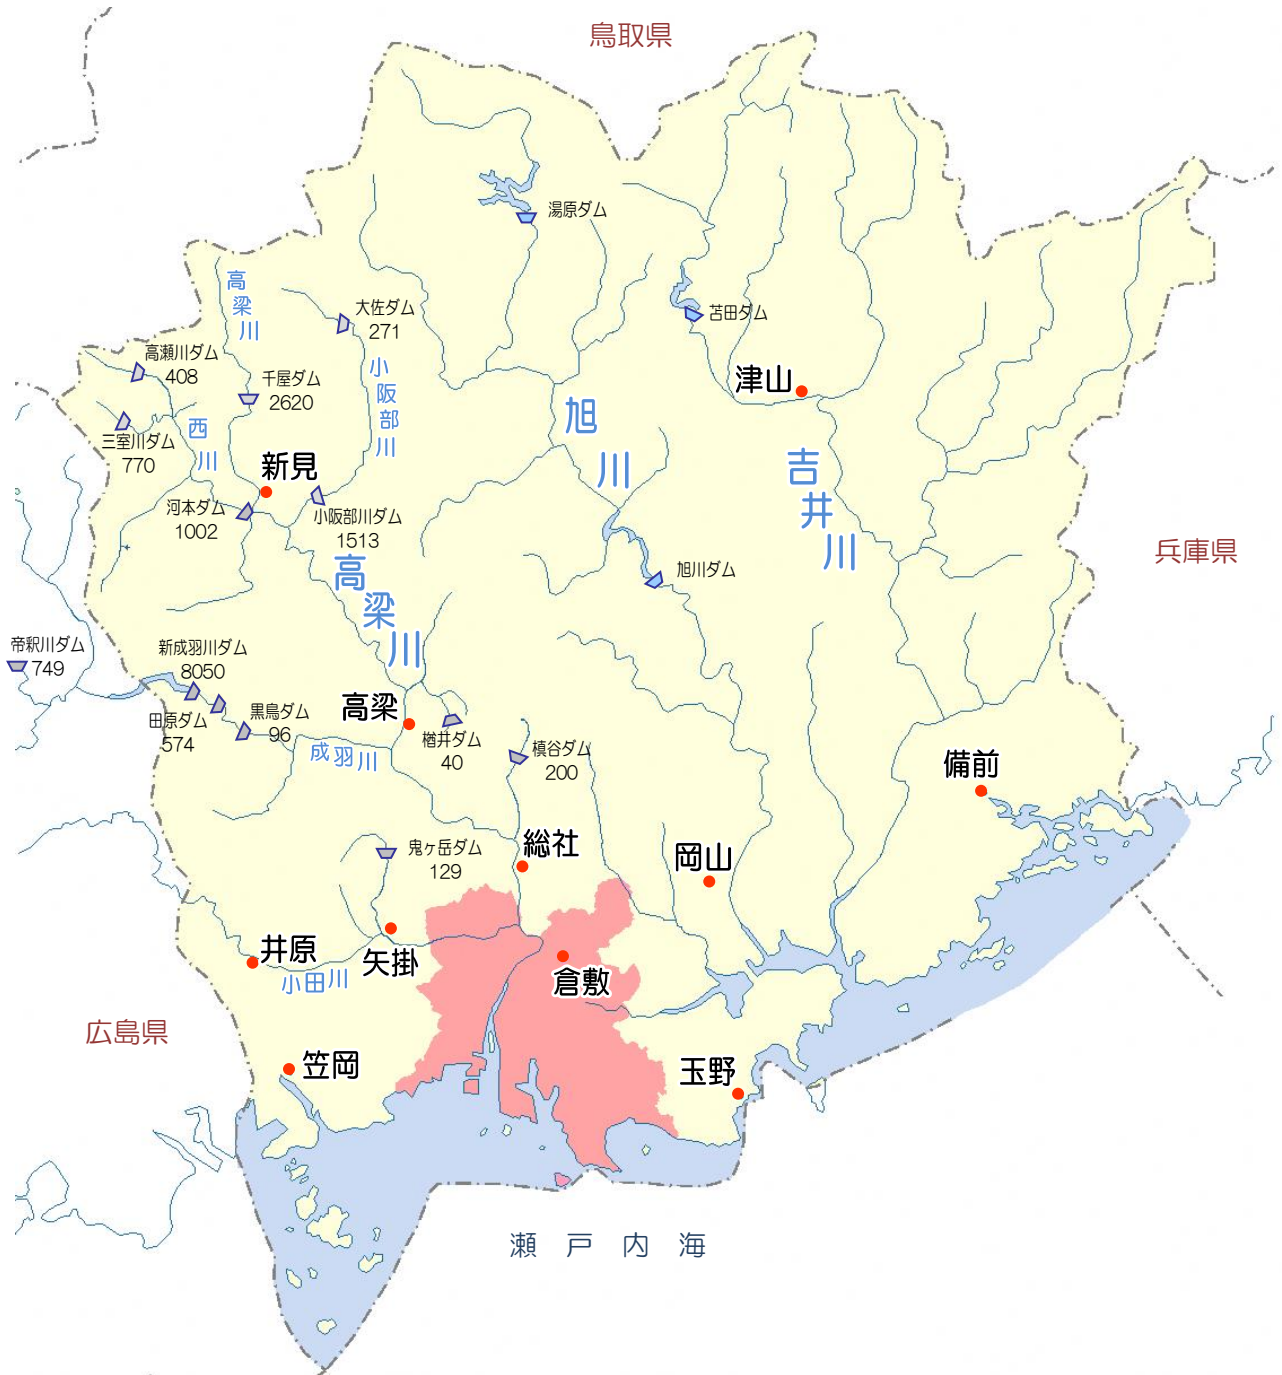 鳥取県
湯原ダム
高梁川
大佐ダム
271
苫田ダム
高瀬川ダム
408
千屋ダム
2620
小阪部川
津山
旭川
西川
三室川ダム
770
新見
吉井川
河本ダム
1002
小阪部川ダム
1513
高梁川
兵庫県
旭川ダム
帝釈川ダム
749
新成羽川ダム
8050
田原ダム
574
黒鳥ダム
96
高梁
成羽川
楢井ダム
40
槙谷ダム
200
備前
鬼ヶ岳ダム
129
総社
岡山
井原
小田川
矢掛
倉敷
広島県
笠岡
玉野
瀬戸内海